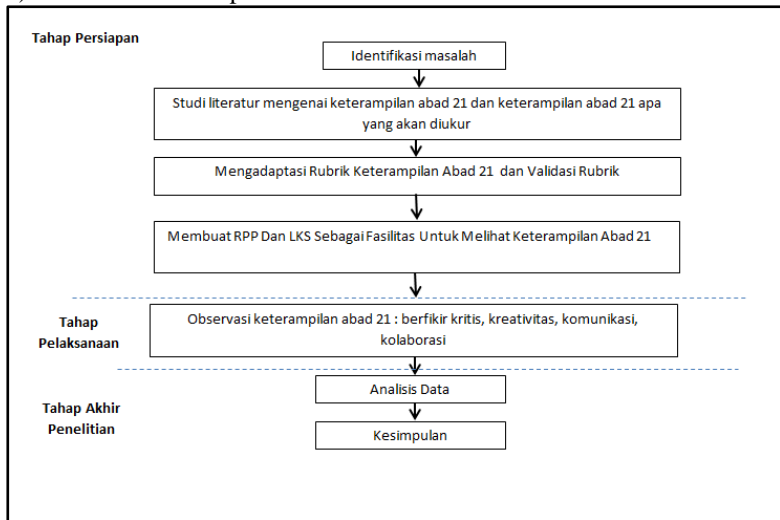 Tahap Persiapan
Identifikasi masalah
Studi literatur mengenai keterampilan abad 21 dan keterampilan abad 21 apa
yang akan diukur
Mengadaptasi Rubrik Keterampilan Abad 21 dan Validasi Rubrik
Membuat RPP Dan LKS Sebagai Fasilitas Untuk Melihat Keterampilan Abad 21
Tahap
Pelaksanaan
Observasi keterampilan abad 21 : berfikir kritis, kreativitas, komunikasi,
kolaborasi
Tahap Akhir
Penelitian
Analisis Data
Kesimpulan